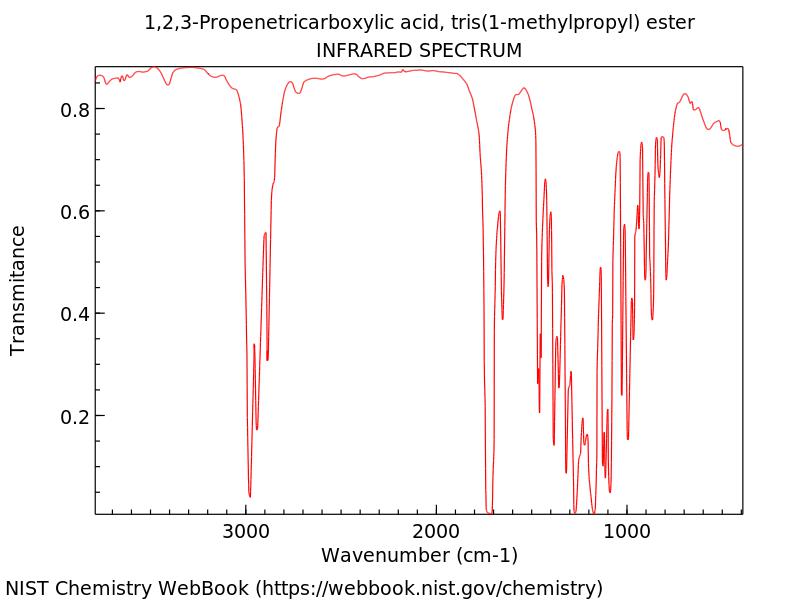 1,2,3-Propenetricarboxylic acid, tris(1-methylpropyl) ester
INFRARED SPECTRUM
0.8
0.6
0.4
0.2
Transmitance
3000 2000 1000
Wavenumber (cm-1)
NIST Chemistry WebBook (https://webbook.nist.gov/chemistry)